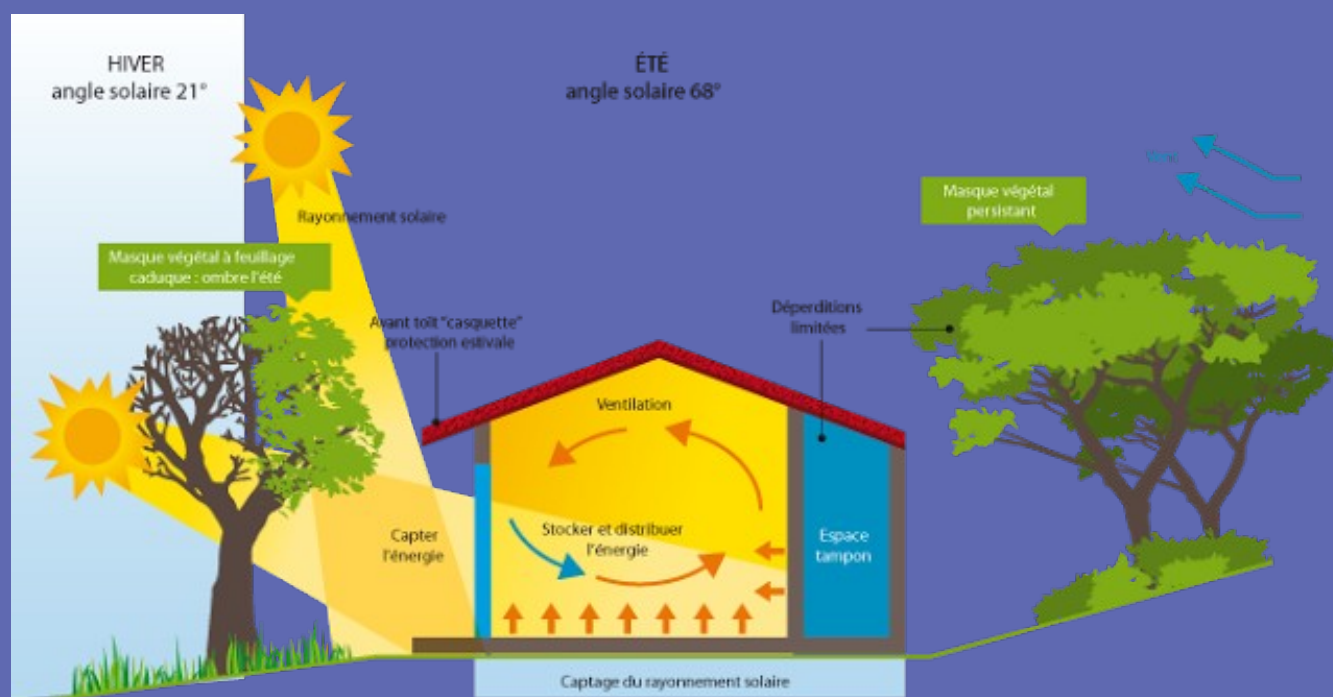 HIVER
angle solaire 21°
ÉTÉ
angle solaire 68°
Vent
Masque végétal
persistant
Rayonnement solaire
Masque végétal à feuillage
caduque : ombre l'été
Avant toît "casquette"
protection estivale
Déperditions
limitées
Ventilation
Capter
l'énergie
Stocker et distribuer
l'énergie
Espace
tampon
Captage du rayonnement solaire